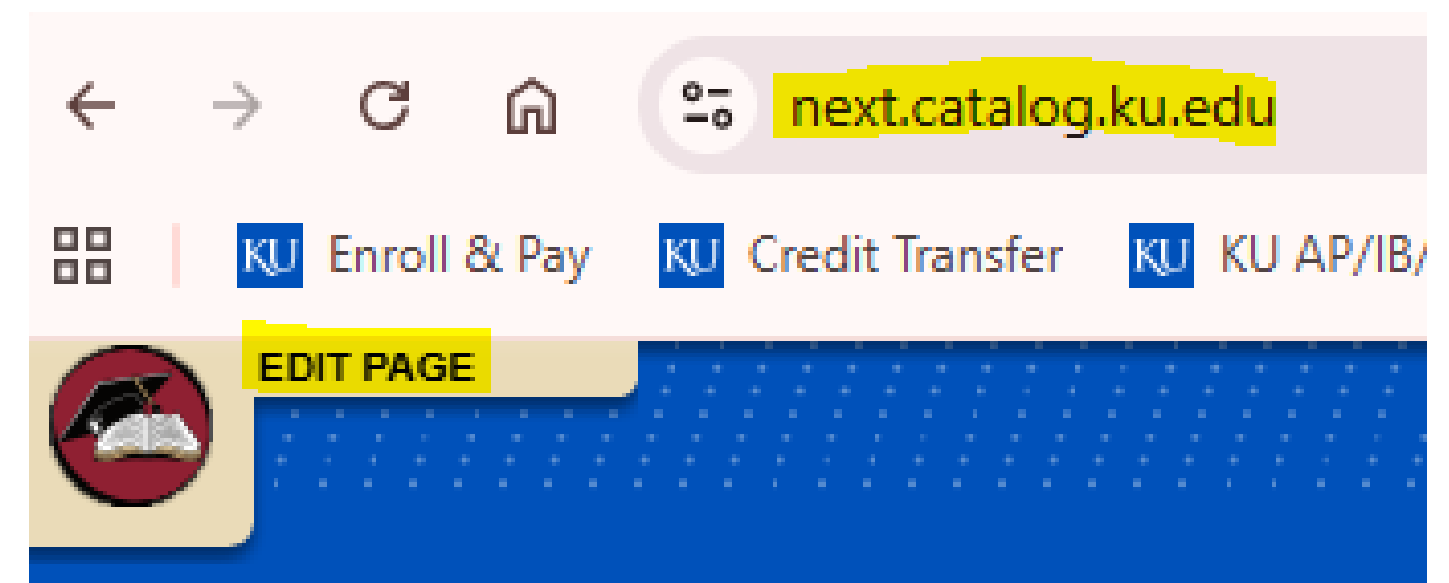 next.catalog.ku.edu
KU Enroll & Pay KU Credit Transfer KU KU AP/IB/
EDIT PAGE